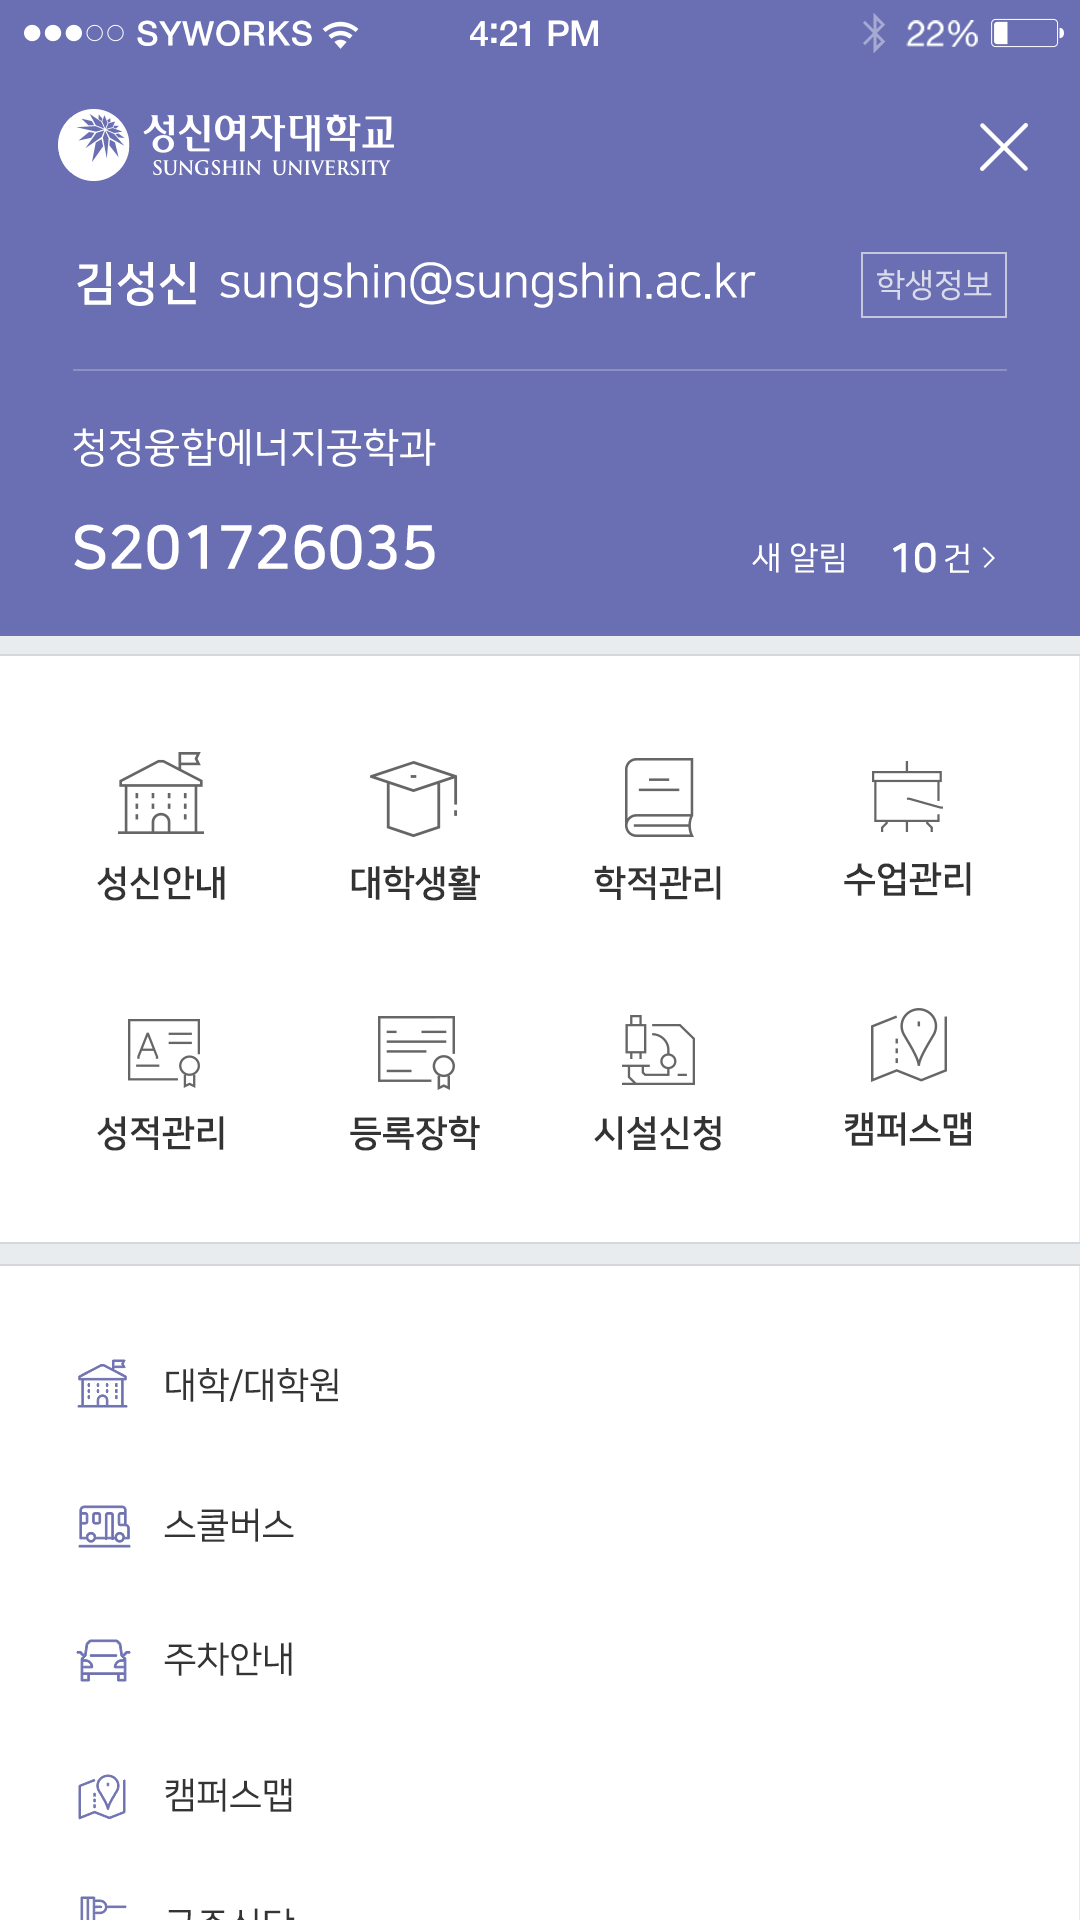 SYWORKS 4:21 PM 22%
성신여자대학교
SUNGSHIN UNIVERSITY
김성신 sungshin@sungshin.ac.kr 학생정보
청정융합에너지공학과
S201726035 새 알림 10 건
성신안내 대학생활 학적관리 수업관리
A
성적관리 등록장학 시설신청 캠퍼스맵
대학/대학원
스쿨버스
주차안내
캠퍼스맵